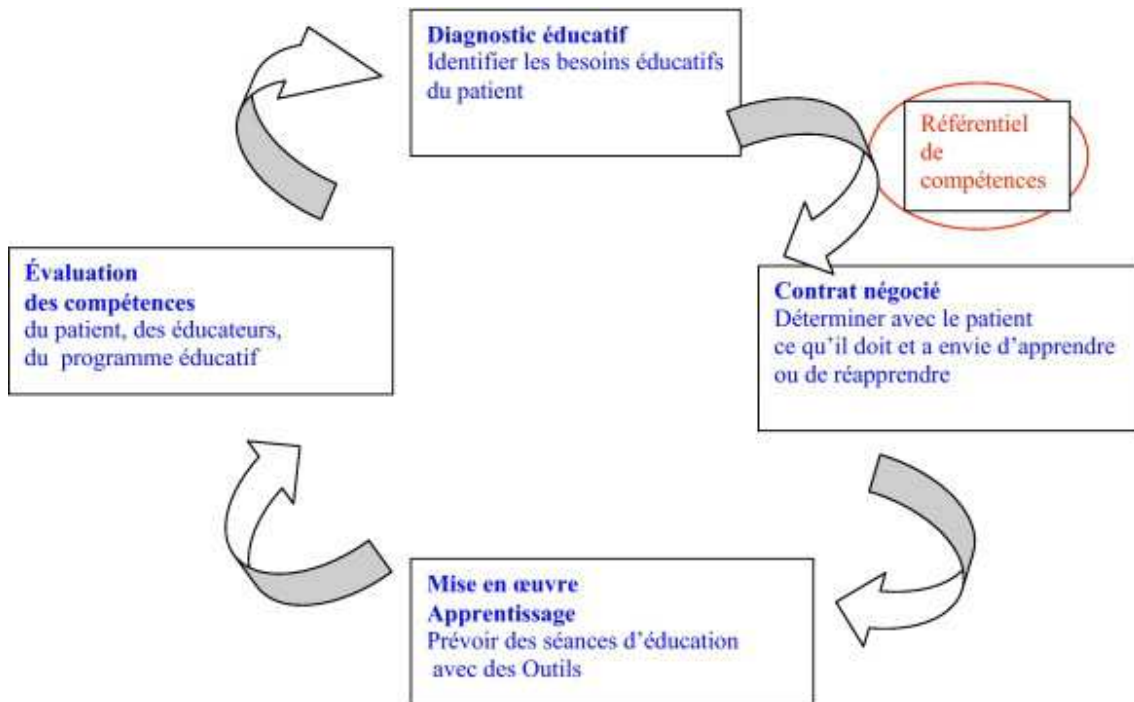 Diagnostic éducatif
Identifier les besoins éducatifs
du patient
Référentiel
de
compétences
Évaluation
des compétences
du patient, des éducateurs,
du programme éducatif
Contrat négocié
Déterminer avec le patient
ce qu’il doit et a envie d’apprendre
ou de réapprendre
Mise en œuvre
Apprentissage
Prévoir des séances d’éducation
avec des Outils